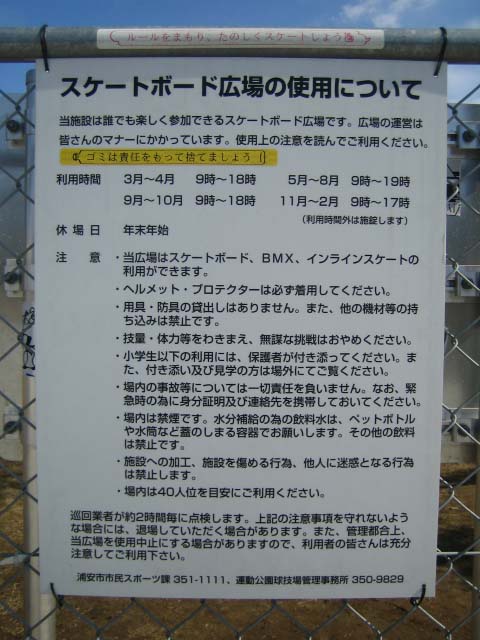 ルールをまもり、たのしくスケートしよう
スケートボード広場の使用について
当施設は誰でも楽しく参加できるスケートボード広場です。広場の運営は
皆さんのマナーにかかっています。使用上の注意を読んでご利用ください。
ゴミは責任をもって捨てましょう
利用時間 3月～4月 9時～18時 5月～8月 9時～19時
9月～10月 9時～18時 11月～2月 9時～17時
(利用時間外は施錠します)
休場日 年末年始
注意 ・当広場はスケートボード、BMX、インラインスケートの
利用ができます。
・ヘルメット・プロテクターは必ず着用してください。
・用具・防具の貸出しはありません。また、他の機材等の持
ち込みは禁止です。
・技量・体力等をわきまえ、無謀な挑戦はおやめください。
・小学生以下の利用には、保護者が付き添ってください。ま
た、付き添い及び見学の方は場外にてご覧ください。
・場内の事故等については一切責任を負いません。なお、緊
急時の為に身分証明及び連絡先を携帯しておいてください。
・場内は禁煙です。水分補給の為の飲料水は、ペットボトル
や水筒など蓋のしまる容器でお願いします。その他の飲料
は禁止です。
・施設への加工、施設を傷める行為、他人に迷惑となる行為
は禁止します。
・場内は40人位を目安にご利用ください。
巡回業者が約2時間毎に点検します。上記の注意事項を守れないよう
な場合には、退場していただく場合があります。また、管理都合上、
当広場を使用中止にする場合がありますので、利用者の皆さんは充分
注意してご利用下さい。
浦安市市民スポーツ課 351-1111、運動公園球技場管理事務所 350-9829